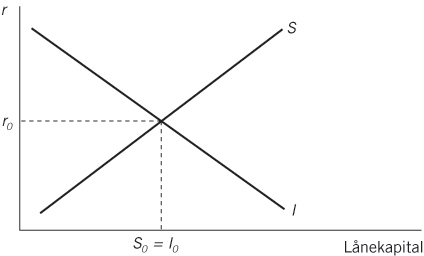 r
S
r₀
I
S₀ = I₀
Lånekapital